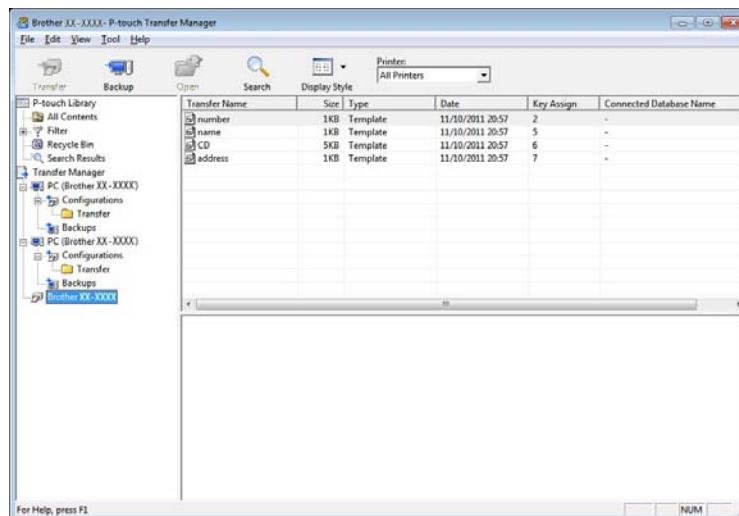 Brother XX-XXXX- P-touch Transfer Manager
File Edit View Tool Help
Transfer Backup Open Search Display Style Printer: All Printers
P-touch Library
All Contents
Filter
Recycle Bin
Search Results
Transfer Manager
PC (Brother XX-XXXX)
Configurations
Transfer
Backups
PC (Brother XX-XXXX)
Configurations
Transfer
Backups
Brother XX-XXXX
Transfer Name Size Type Date Key Assign Connected Database Name
number 1KB Template 11/10/2011 20:57 2 -
name 1KB Template 11/10/2011 20:57 5 -
CD 5KB Template 11/10/2011 20:57 6 -
address 1KB Template 11/10/2011 20:57 7 -
For Help, press F1
NUM